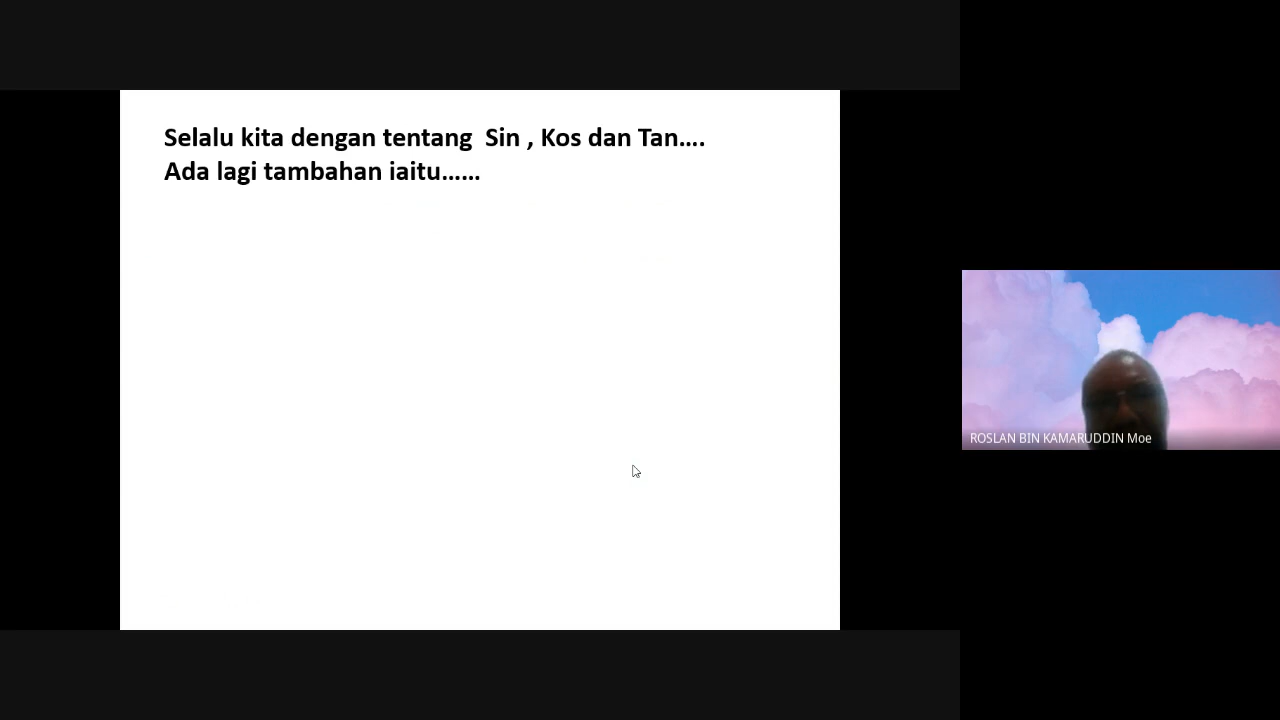 Selalu kita dengan tentang  Sin , Kos dan Tan....
Ada lagi tambahan iaitu......
ROSLAN BIN KAMARUDDIN Moe